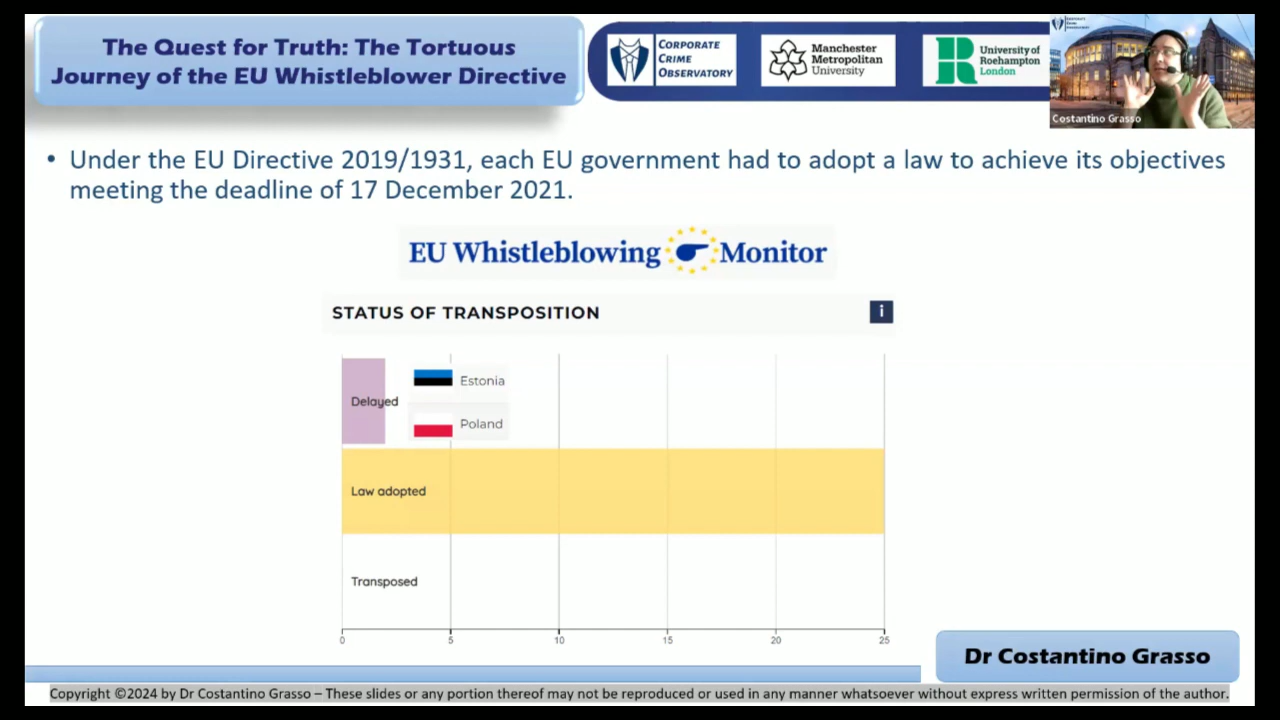 The Quest for Truth: The Tortuous
Journey of the EU Whistleblower Directive
CORPORATE
CRIME
OBSERVATORY
Manchester
Metropolitan
University
University of
Roehampton
London
Costantino Grasso
• Under the EU Directive 2019/1931, each EU government had to adopt a law to achieve its objectives
meeting the deadline of 17 December 2021.
EU Whistleblowing Monitor
STATUS OF TRANSPOSITION
i
Delayed
Estonia
Poland
Law adopted
Transposed
0 5 10 15 20 25
Dr Costantino Grasso
Copyright ©2024 by Dr Costantino Grasso – These slides or any portion thereof may not be reproduced or used in any manner whatsoever without express written permission of the author.